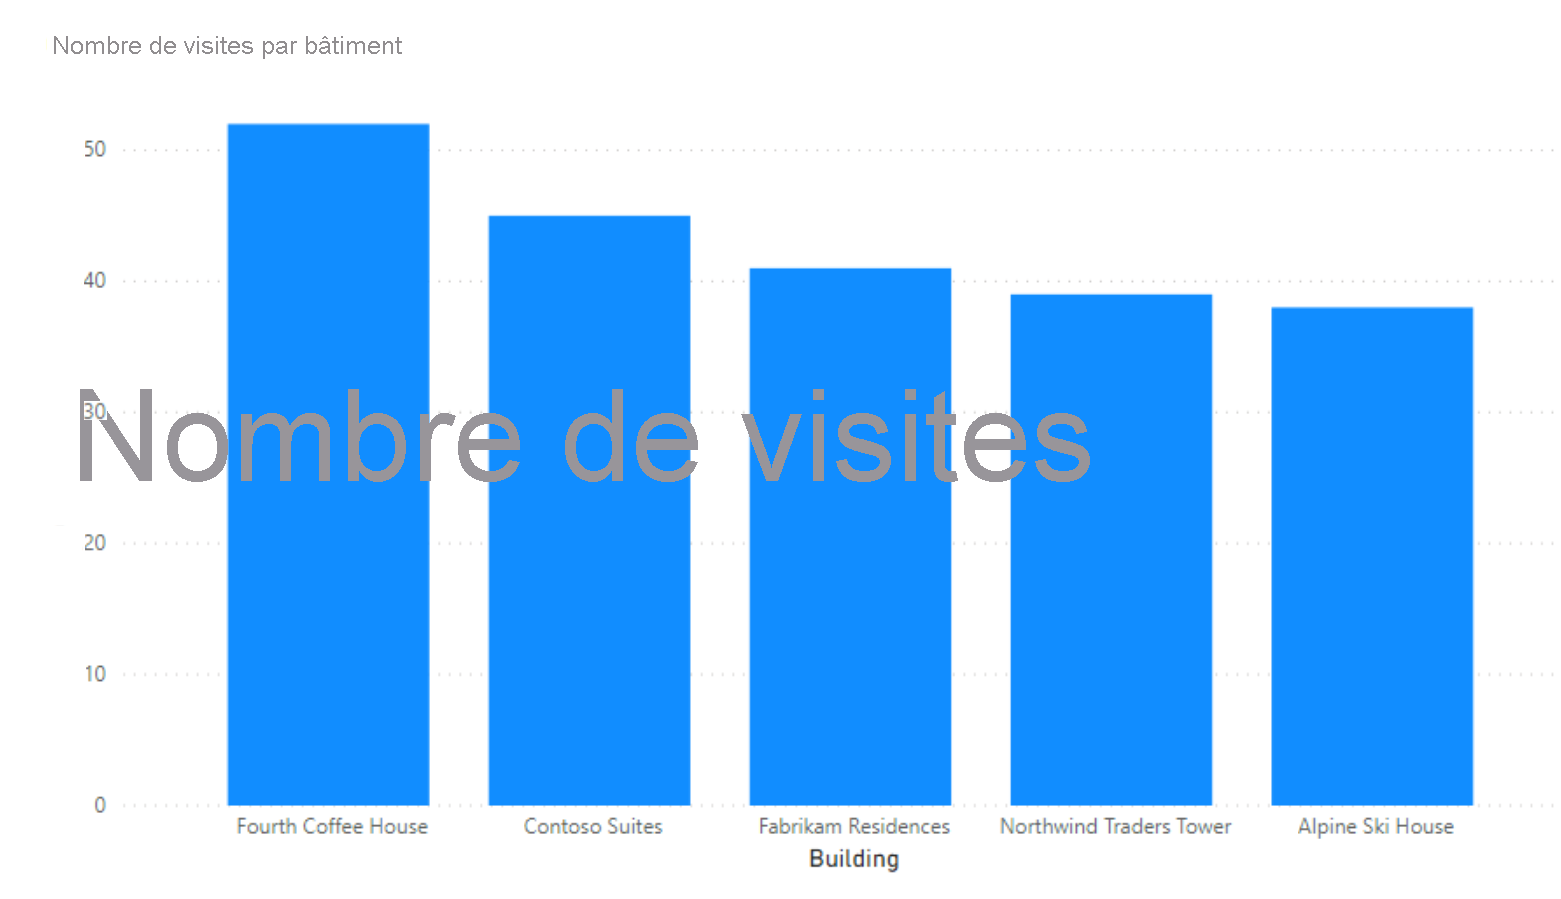 Nombre de visites par bâtiment
50
40
30
Nombre de visites
20
10
0
Fourth Coffee House
Contoso Suites
Fabrikam Residences
Northwind Traders Tower
Alpine Ski House
Building